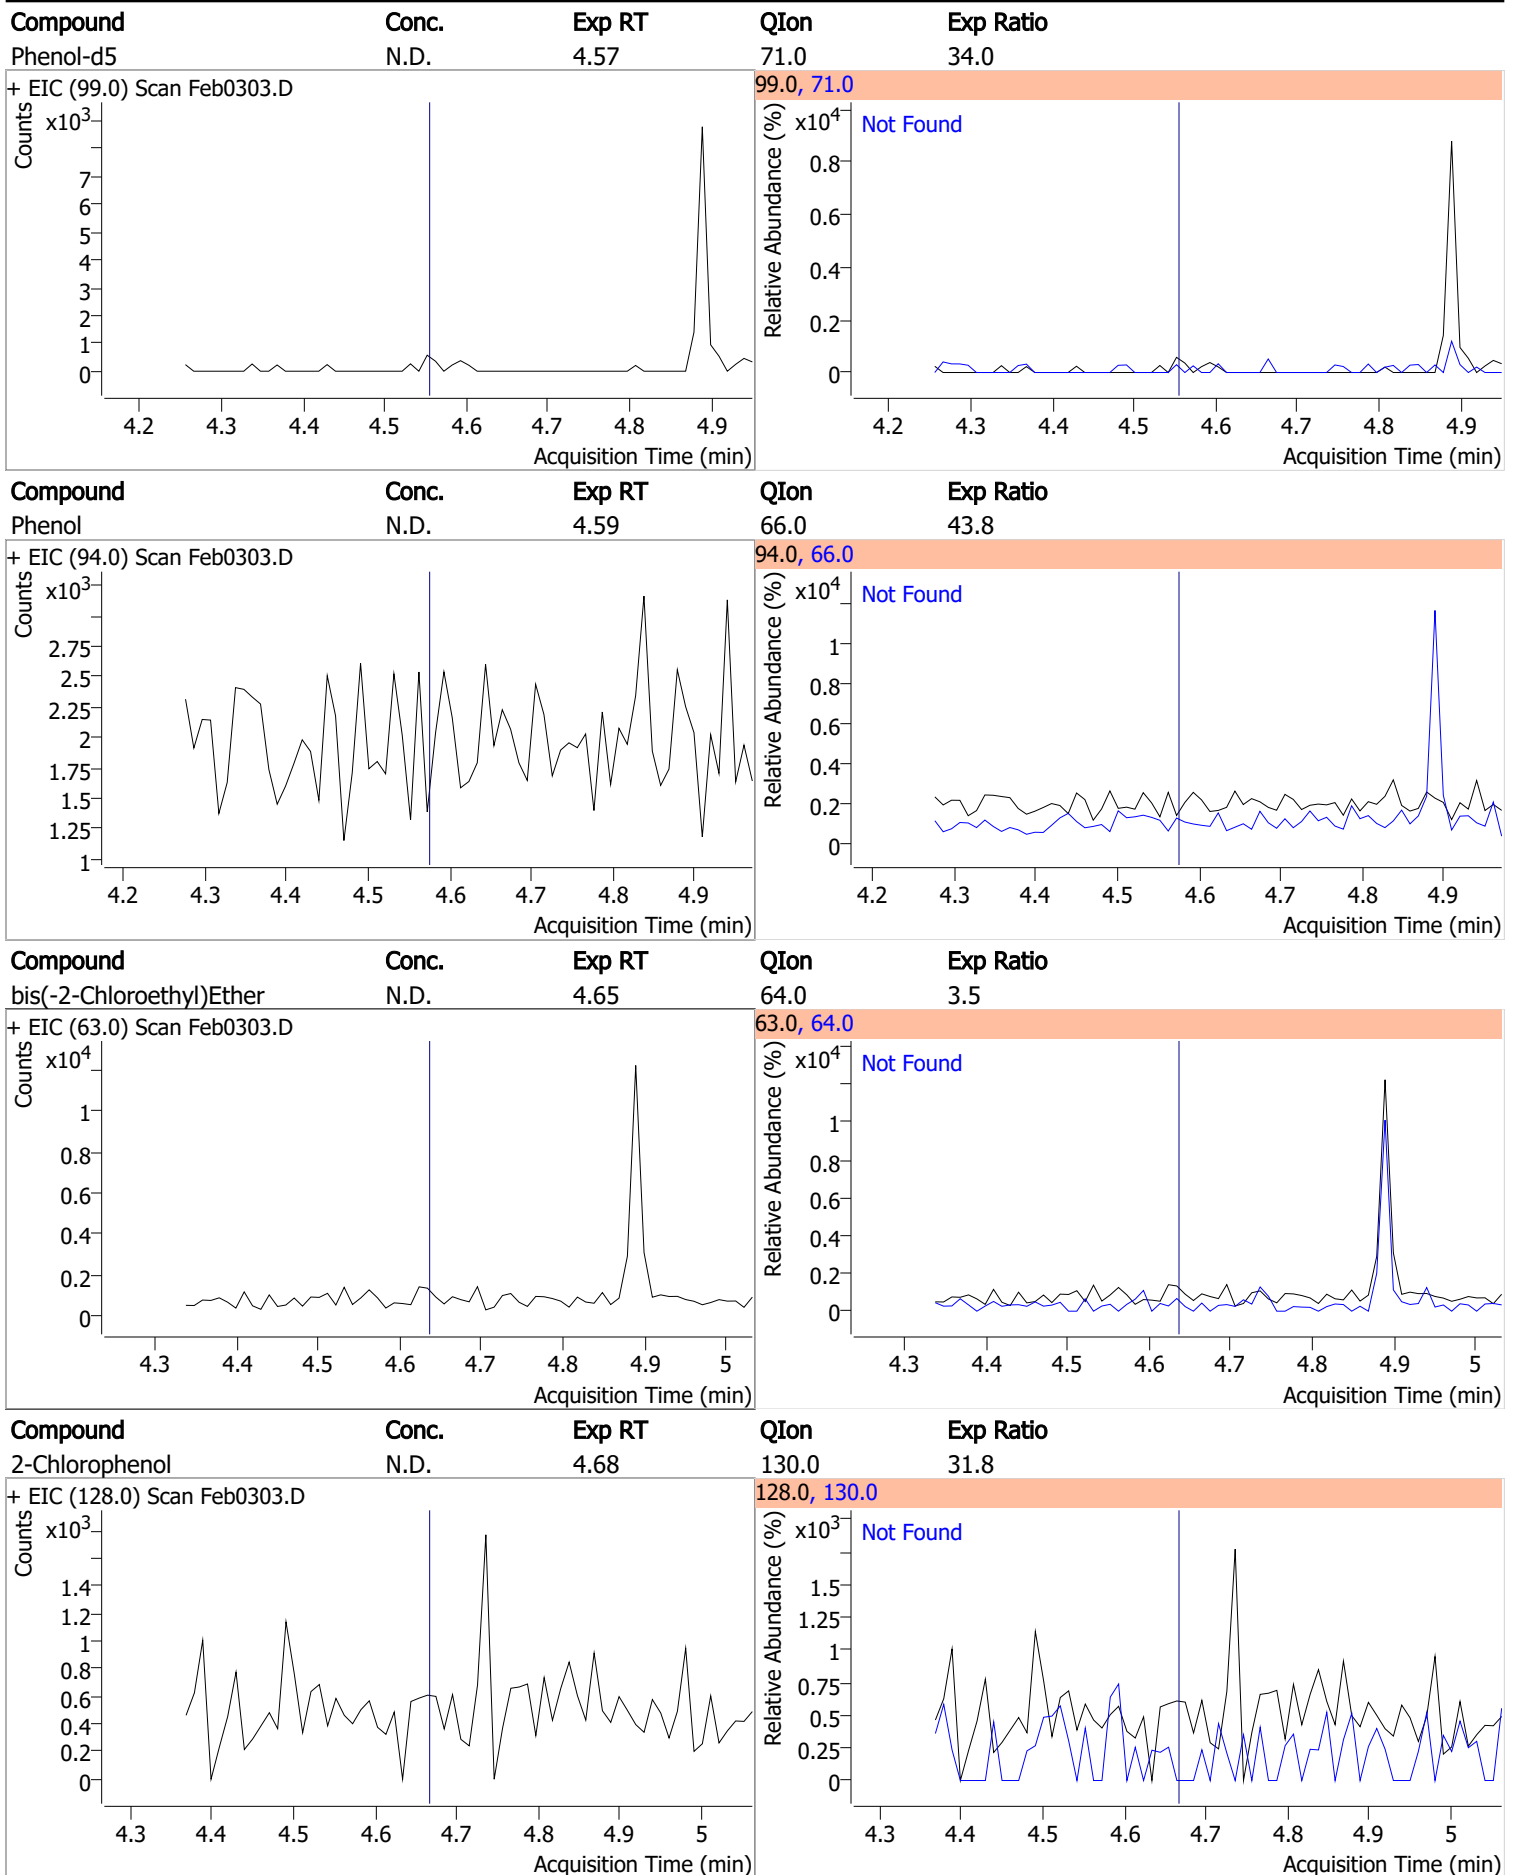 Compound Conc. Exp RT QIon Exp Ratio
Phenol-d5 N.D. 4.57 71.0 34.0
+ EIC (99.0) Scan Feb0303.D
Counts
x10³
7
6
5
4
3
2
1
0
4.2 4.3 4.4 4.5 4.6 4.7 4.8 4.9
Acquisition Time (min)
99.0, 71.0
Relative Abundance (%)
x10⁴
Not Found
0.8
0.6
0.4
0.2
0
4.2 4.3 4.4 4.5 4.6 4.7 4.8 4.9
Acquisition Time (min)
Compound Conc. Exp RT QIon Exp Ratio
Phenol N.D. 4.59 66.0 43.8
+ EIC (94.0) Scan Feb0303.D
Counts
x10³
2.75
2.5
2.25
2
1.75
1.5
1.25
1
4.2 4.3 4.4 4.5 4.6 4.7 4.8 4.9
Acquisition Time (min)
94.0, 66.0
Relative Abundance (%)
x10⁴
Not Found
1
0.8
0.6
0.4
0.2
0
4.2 4.3 4.4 4.5 4.6 4.7 4.8 4.9
Acquisition Time (min)
Compound Conc. Exp RT QIon Exp Ratio
bis(-2-Chloroethyl)Ether N.D. 4.65 64.0 3.5
+ EIC (63.0) Scan Feb0303.D
Counts
x10⁴
1
0.8
0.6
0.4
0.2
0
4.3 4.4 4.5 4.6 4.7 4.8 4.9 5
Acquisition Time (min)
63.0, 64.0
Relative Abundance (%)
x10⁴
Not Found
1
0.8
0.6
0.4
0.2
0
4.3 4.4 4.5 4.6 4.7 4.8 4.9 5
Acquisition Time (min)
Compound Conc. Exp RT QIon Exp Ratio
2-Chlorophenol N.D. 4.68 130.0 31.8
+ EIC (128.0) Scan Feb0303.D
Counts
x10³
1.4
1.2
1
0.8
0.6
0.4
0.2
0
4.3 4.4 4.5 4.6 4.7 4.8 4.9 5
Acquisition Time (min)
128.0, 130.0
Relative Abundance (%)
x10³
Not Found
1.5
1.25
1
0.75
0.5
0.25
0
4.3 4.4 4.5 4.6 4.7 4.8 4.9 5
Acquisition Time (min)